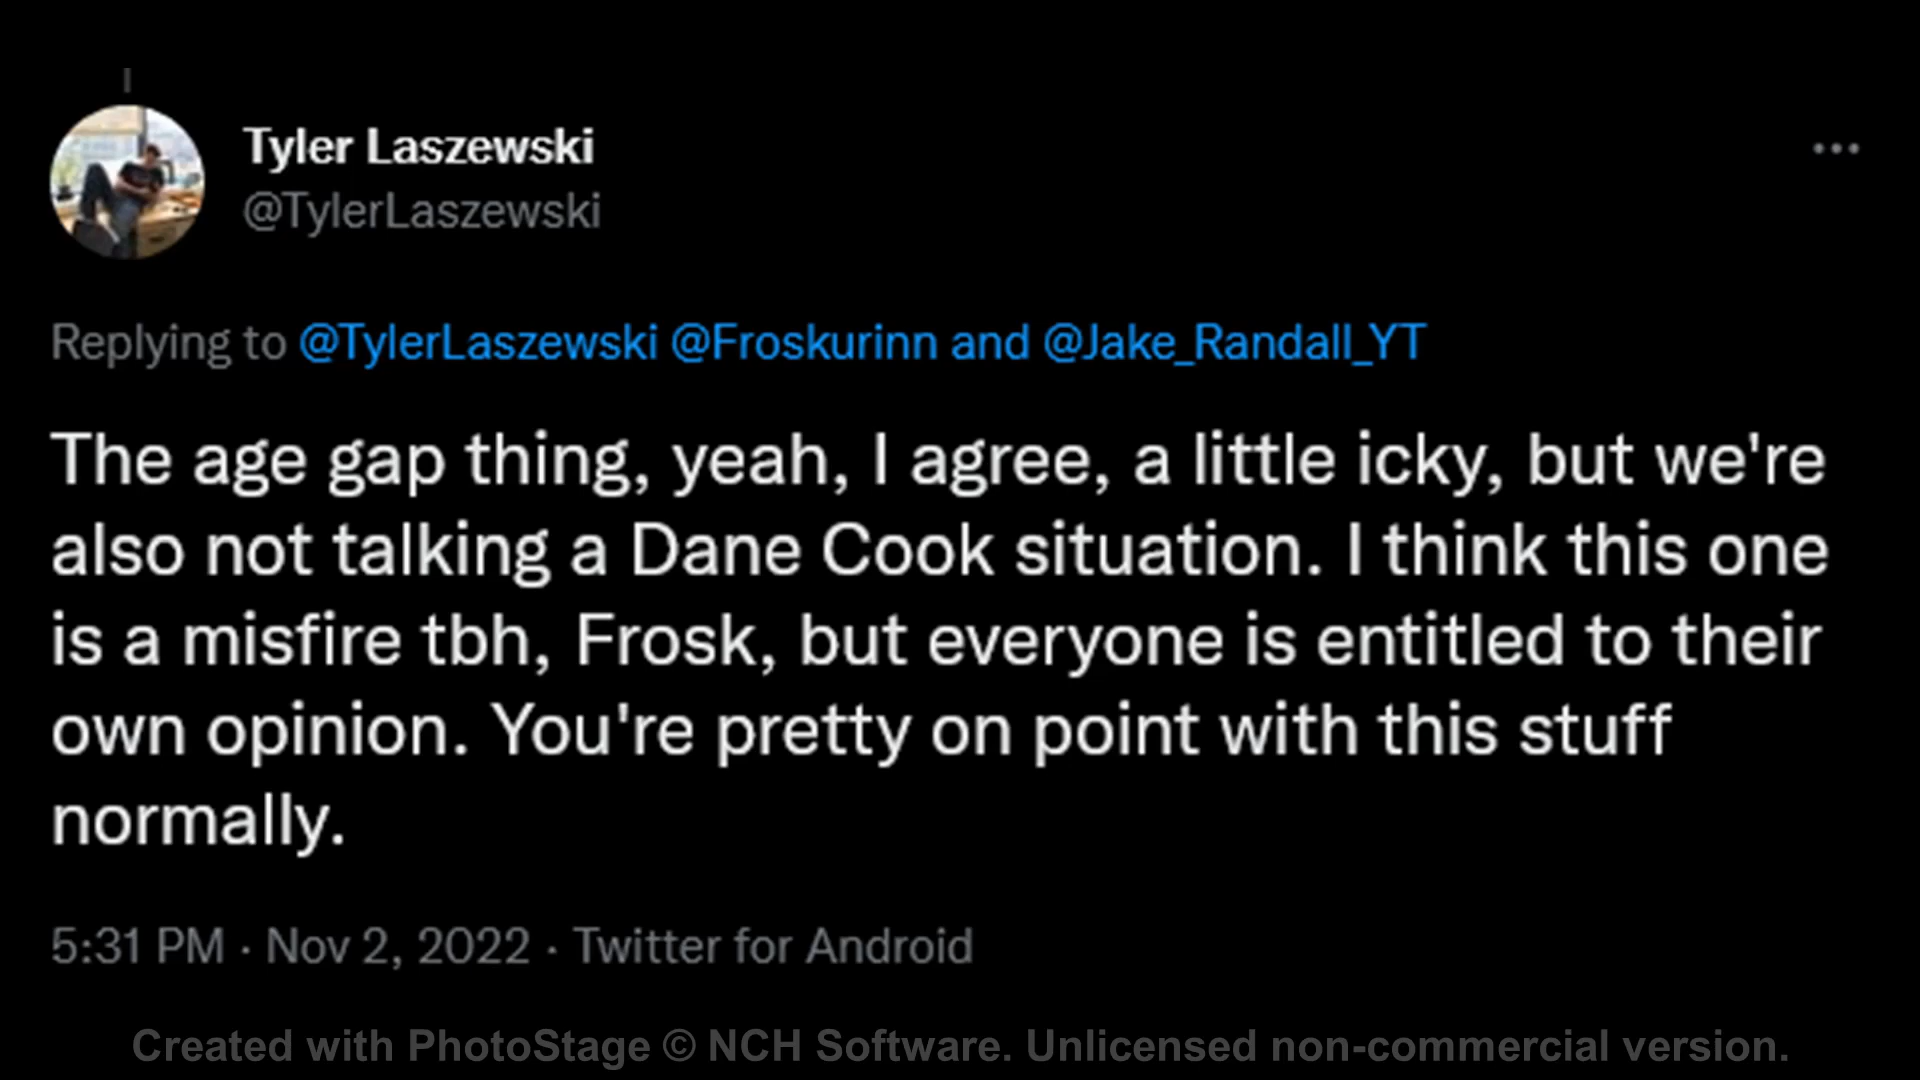 Tyler Laszewski
@TylerLaszewski
Replying to @TylerLaszewski @Froskurinn and @Jake_Randall_YT
The age gap thing, yeah, I agree, a little icky, but we're
also not talking a Dane Cook situation. I think this one
is a misfire tbh, Frosk, but everyone is entitled to their
own opinion. You're pretty on point with this stuff
normally.
5:31 PM · Nov 2, 2022 · Twitter for Android
Created with PhotoStage © NCH Software. Unlicensed non-commercial version.